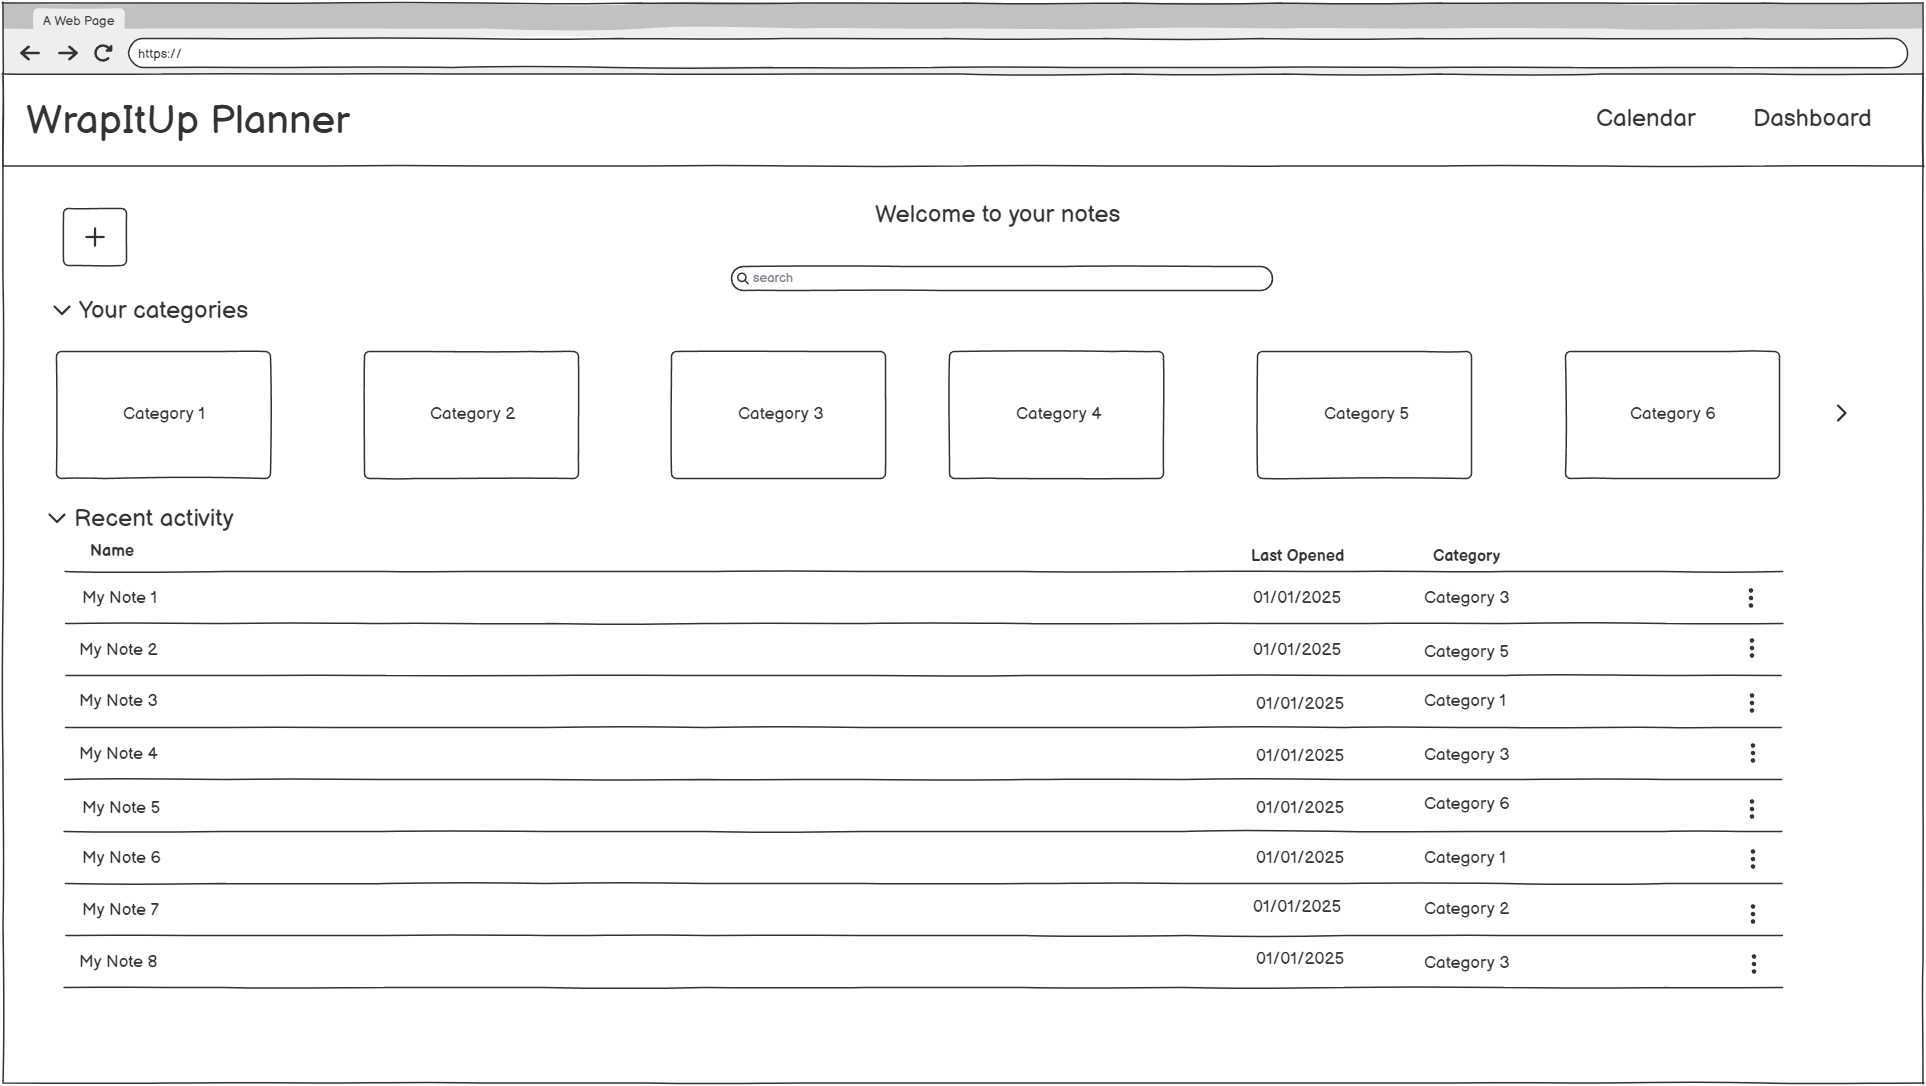 A Web Page
https://
WrapItUp Planner
Calendar
Dashboard
Welcome to your notes
search
Your categories
Category 1
Category 2
Category 3
Category 4
Category 5
Category 6
Recent activity
Name
Last Opened
Category
My Note 1
01/01/2025
Category 3
My Note 2
01/01/2025
Category 5
My Note 3
01/01/2025
Category 1
My Note 4
01/01/2025
Category 3
My Note 5
01/01/2025
Category 6
My Note 6
01/01/2025
Category 1
My Note 7
01/01/2025
Category 2
My Note 8
01/01/2025
Category 3